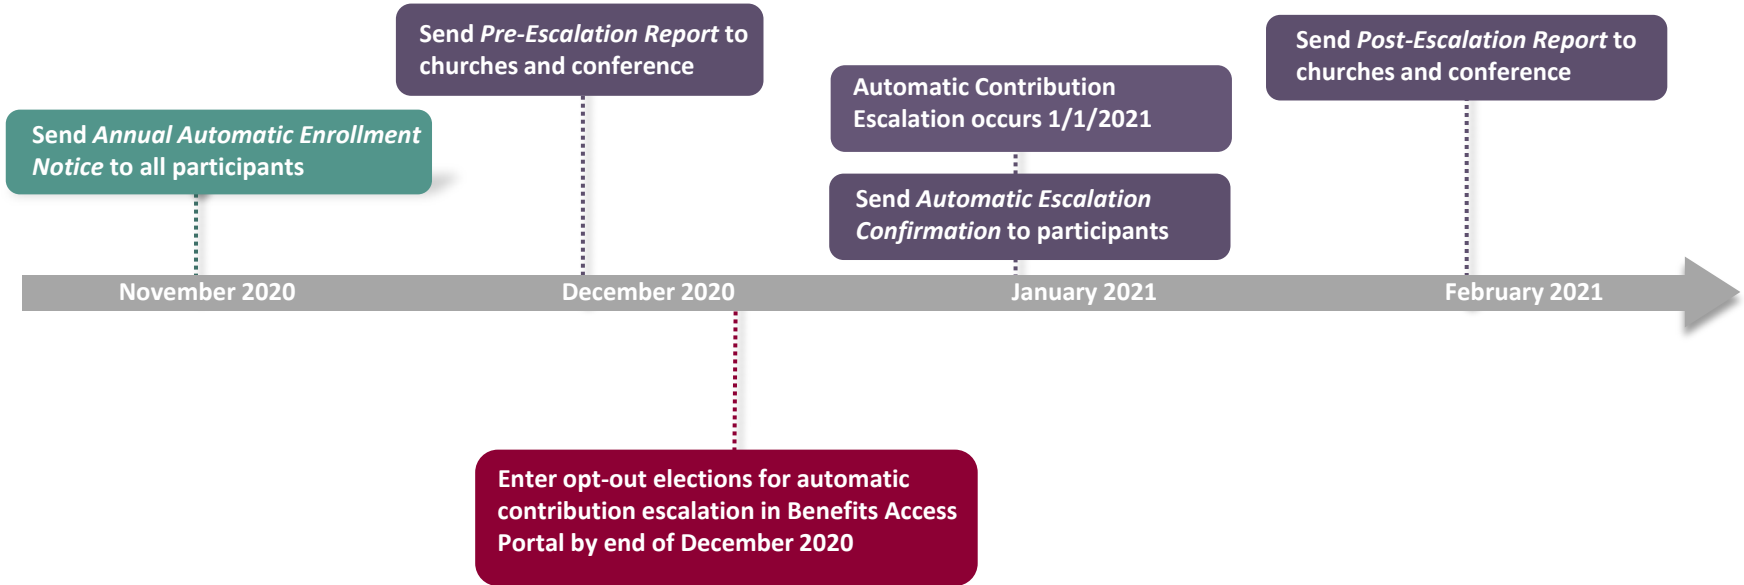 Send Pre-Escalation Report to
churches and conference
Send Post-Escalation Report to
churches and conference
Automatic Contribution
Escalation occurs 1/1/2021
Send Annual Automatic Enrollment
Notice to all participants
Send Automatic Escalation
Confirmation to participants
November 2020
December 2020
January 2021
February 2021
Enter opt-out elections for automatic
contribution escalation in Benefits Access
Portal by end of December 2020